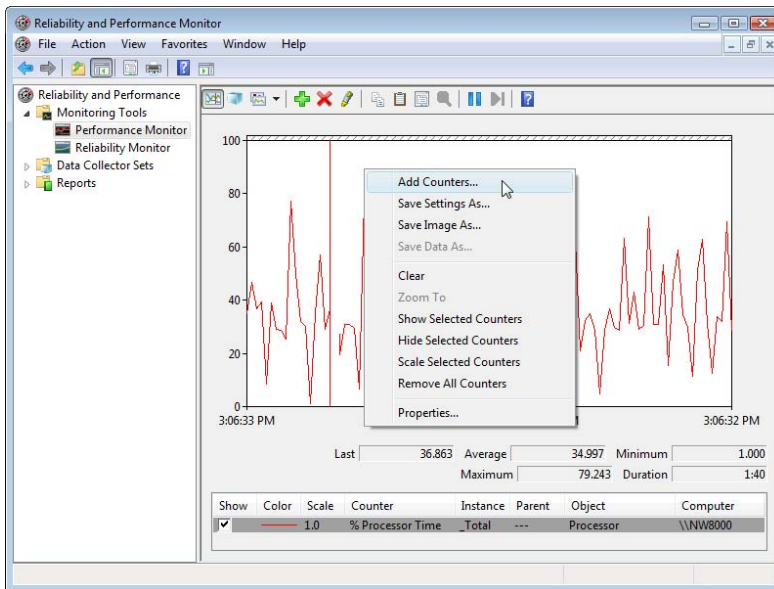 Reliability and Performance Monitor
File Action View Favorites Window Help
Reliability and Performance
Monitoring Tools
Performance Monitor
Reliability Monitor
Data Collector Sets
Reports
100
80
60
40
20
0
3:06:33 PM
3:06:32 PM
Add Counters...
Save Settings As...
Save Image As...
Save Data As...
Clear
Zoom To
Show Selected Counters
Hide Selected Counters
Scale Selected Counters
Remove All Counters
Properties...
Last 36.863 Average 34.997 Minimum 1.000
Maximum 79.243 Duration 1:40
Show Color Scale Counter Instance Parent Object Computer
1.0 % Processor Time _Total --- Processor \\NW8000